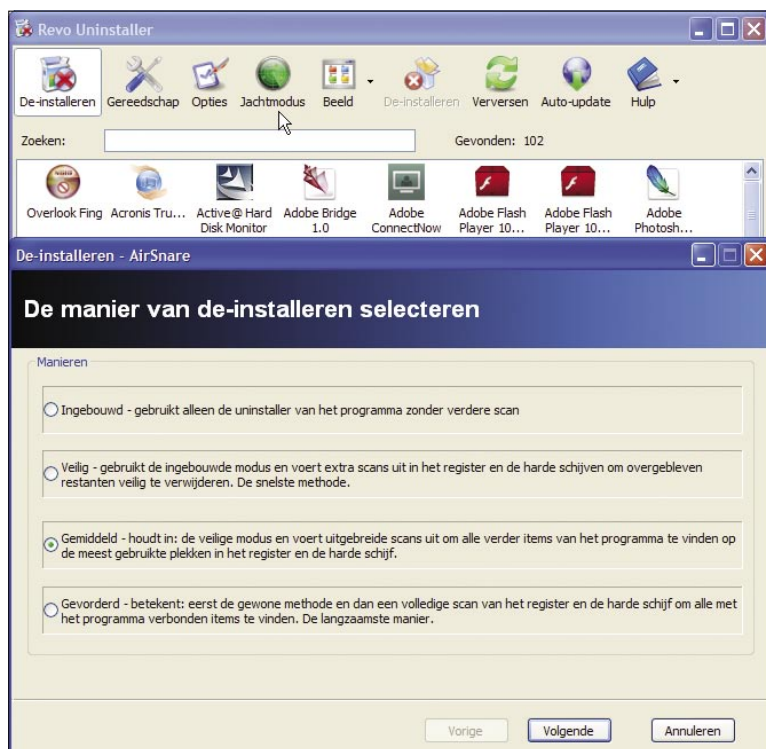 Revo Uninstaller
De-installeren Gereedschap Opties Jachtmodus Beeld De-installeren Verversen Auto-update Hulp
Zoeken: Gevonden: 102
Overlook Fing Acronis Tru... Active@ Hard Disk Monitor Adobe Bridge 1.0 Adobe ConnectNow Adobe Flash Player 10... Adobe Flash Player 10... Adobe Photosh...
De-installeren - AirSnare
De manier van de-installeren selecteren
Manieren
Ingebouwd - gebruikt alleen de uninstaller van het programma zonder verdere scan
Veilig - gebruikt de ingebouwde modus en voert extra scans uit in het register en de harde schijven om overgebleven
restanten veilig te verwijderen. De snelste methode.
Gemiddeld - houdt in: de veilige modus en voert uitgebreide scans uit om alle verder items van het programma te vinden op
de meest gebruikte plekken in het register en de harde schijf.
Gevorderd - betekent: eerst de gewone methode en dan een volledige scan van het register en de harde schijf om alle met
het programma verbonden items te vinden. De langzaamste manier.
Vorige Volgende Annuleren